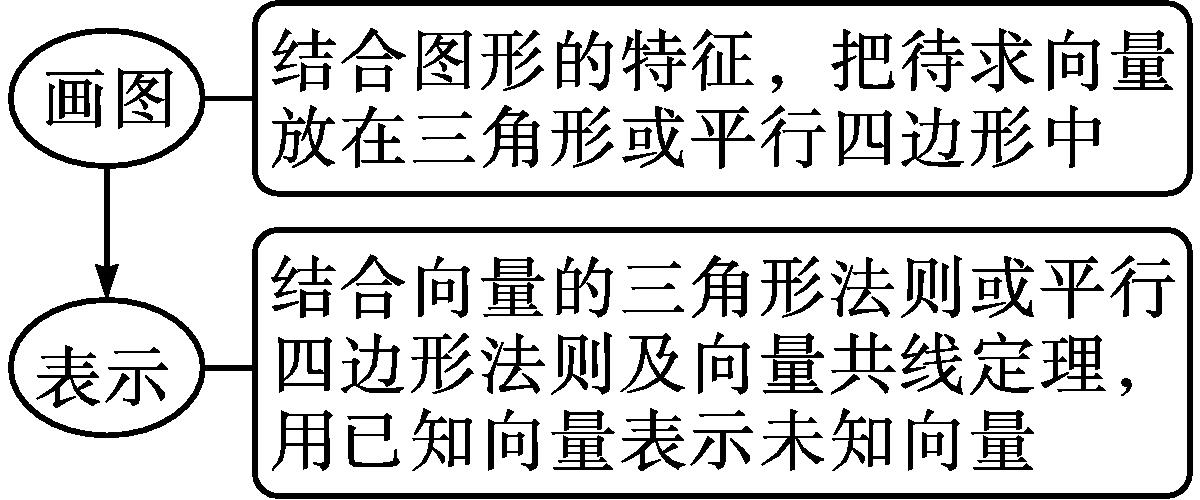 画图
结合图形的特征，把待求向量
放在三角形或平行四边形中
表示
结合向量的三角形法则或平行
四边形法则及向量共线定理，
用已知向量表示未知向量